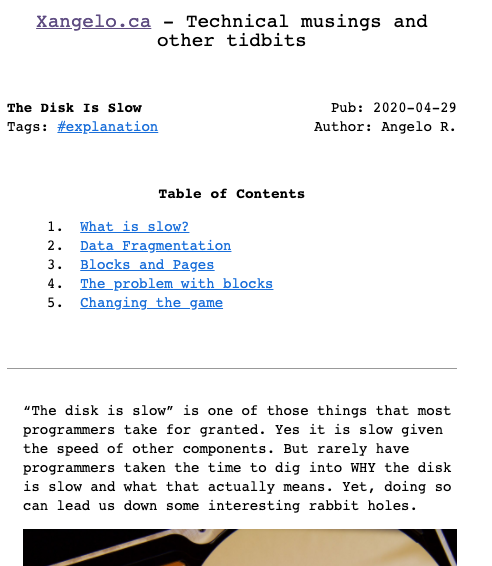 Xangelo.ca - Technical musings and
other tidbits
The Disk Is Slow
Pub: 2020-04-29
Tags: #explanation
Author: Angelo R.
Table of Contents
1. What is slow?
2. Data Fragmentation
3. Blocks and Pages
4. The problem with blocks
5. Changing the game
“The disk is slow” is one of those things that most
programmers take for granted. Yes it is slow given
the speed of other components. But rarely have
programmers taken the time to dig into WHY the disk
is slow and what that actually means. Yet, doing so
can lead us down some interesting rabbit holes.